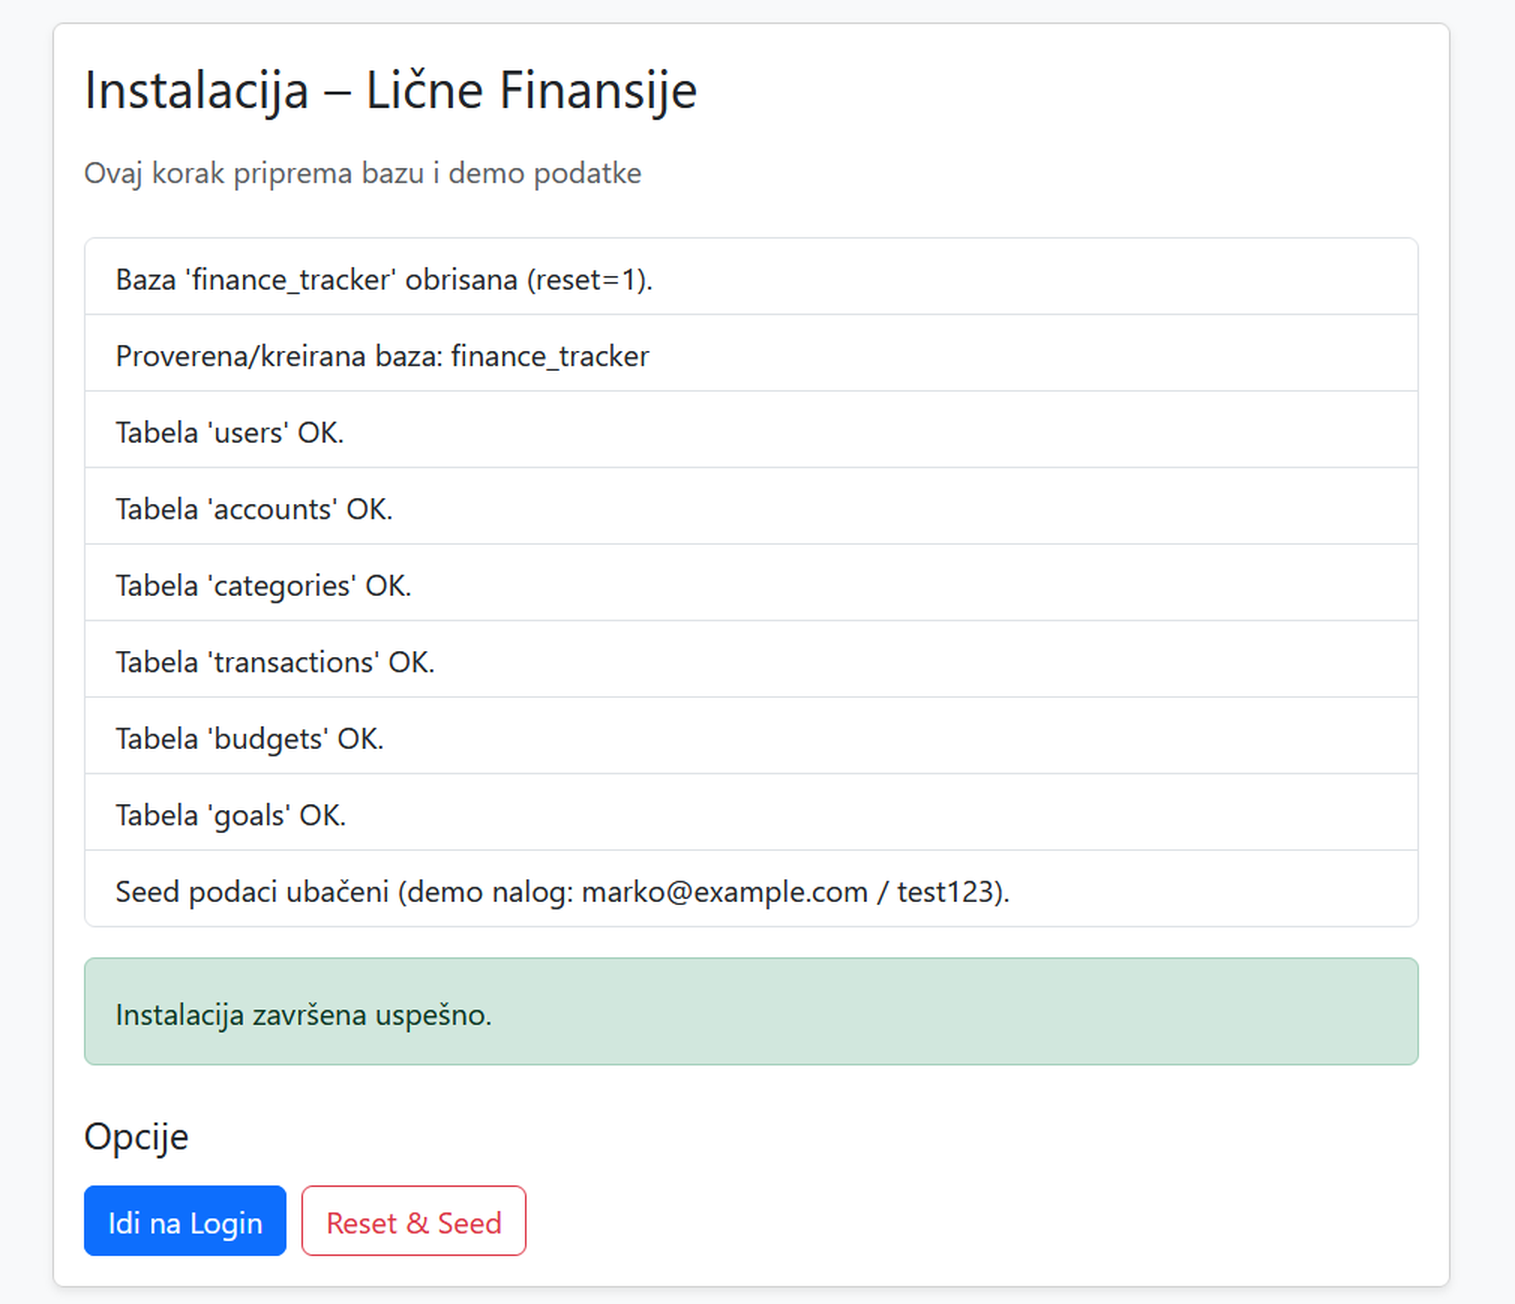 Instalacija – Lične Finansije
Ovaj korak priprema bazu i demo podatke
Baza 'finance_tracker' obrisana (reset=1).
Proverena/kreirana baza: finance_tracker
Tabela 'users' OK.
Tabela 'accounts' OK.
Tabela 'categories' OK.
Tabela 'transactions' OK.
Tabela 'budgets' OK.
Tabela 'goals' OK.
Seed podaci ubačeni (demo nalog: marko@example.com / test123).
Instalacija završena uspešno.
Opcije
Idi na Login
Reset & Seed